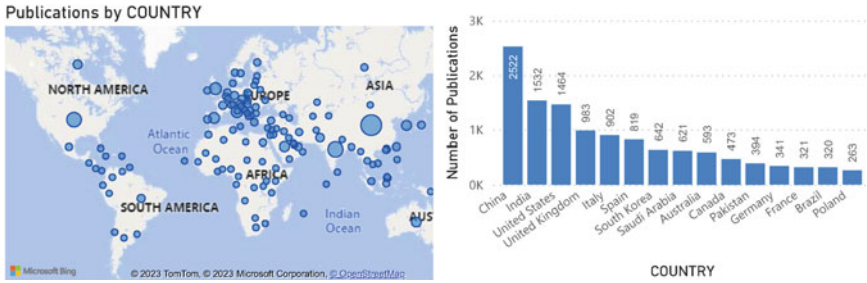 Publications by COUNTRY
NORTH AMERICA
EUROPE
ASIA
Atlantic
Ocean
AFRICA
SOUTH AMERICA
Indian
Ocean
AUS
Microsoft Bing
© 2023 TomTom, © 2023 Microsoft Corporation, © OpenStreetMap
Number of Publications
3K
2K
1K
0K
2522
1532
1464
983
902
819
642
621
593
473
394
341
321
320
263
China
India
United States
United Kingdom
Italy
Spain
South Korea
Saudi Arabia
Australia
Canada
Pakistan
Germany
France
Brazil
Poland
COUNTRY